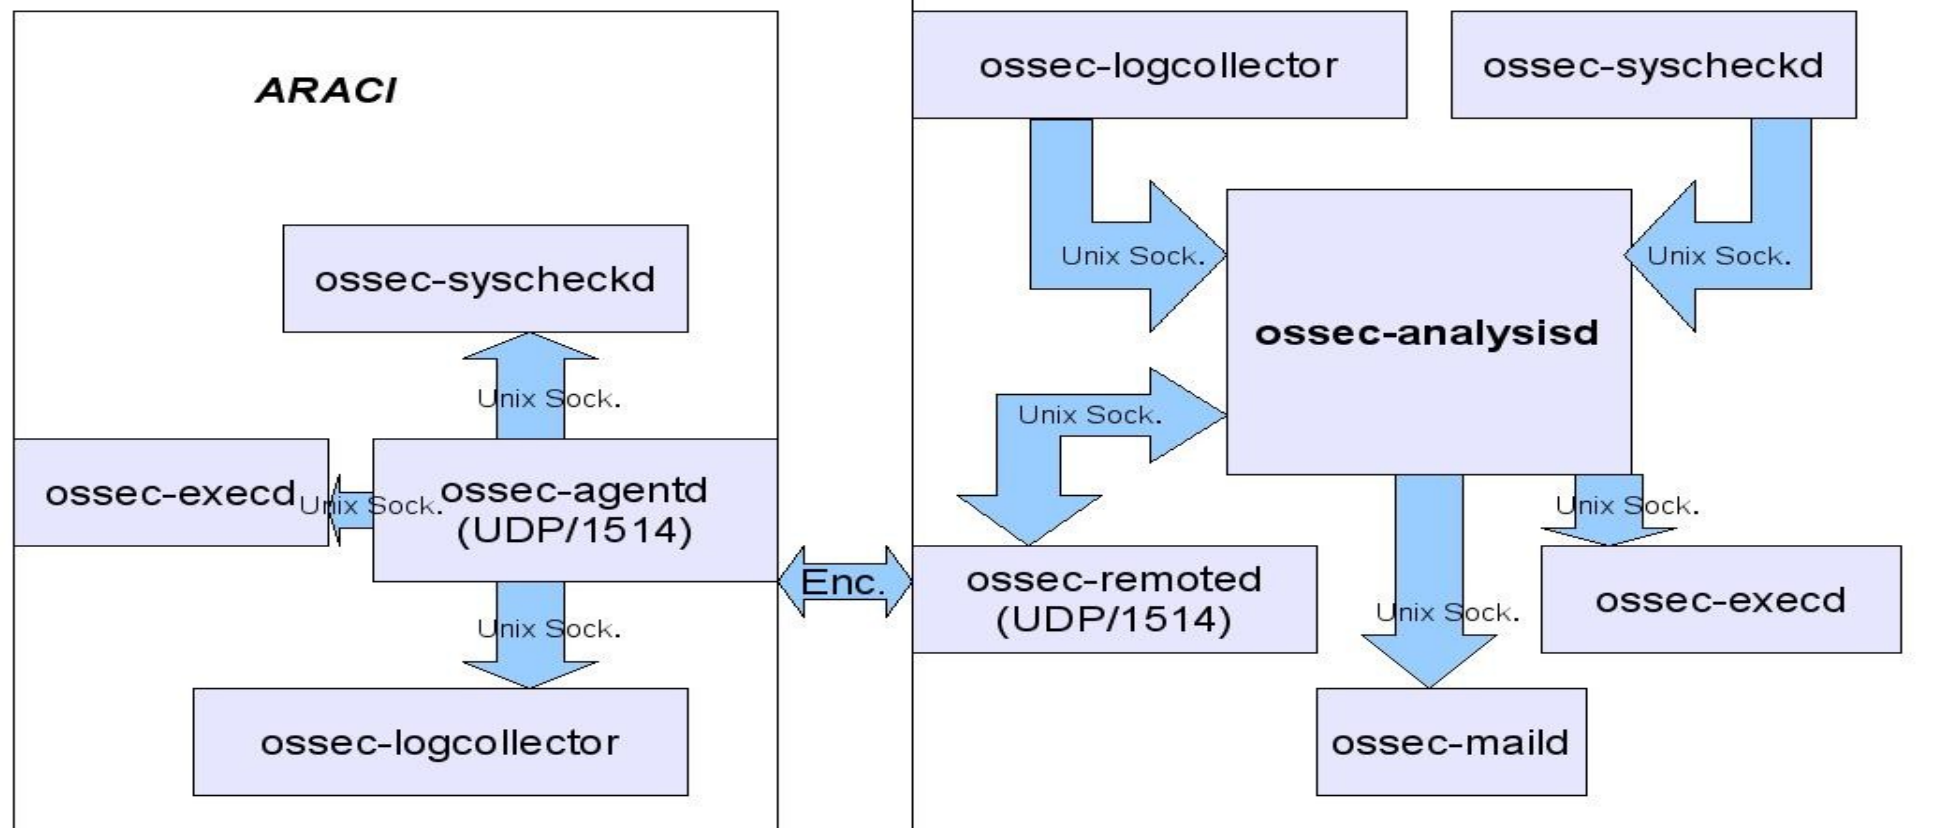 ARACI
ossec-syscheckd
Unix Sock.
ossec-execd
Unix Sock.
ossec-agentd
(UDP/1514)
Unix Sock.
ossec-logcollector
Enc.
ossec-logcollector
ossec-syscheckd
Unix Sock.
Unix Sock.
ossec-analysisd
Unix Sock.
ossec-remoted
(UDP/1514)
Unix Sock.
Unix Sock.
ossec-execd
ossec-maild